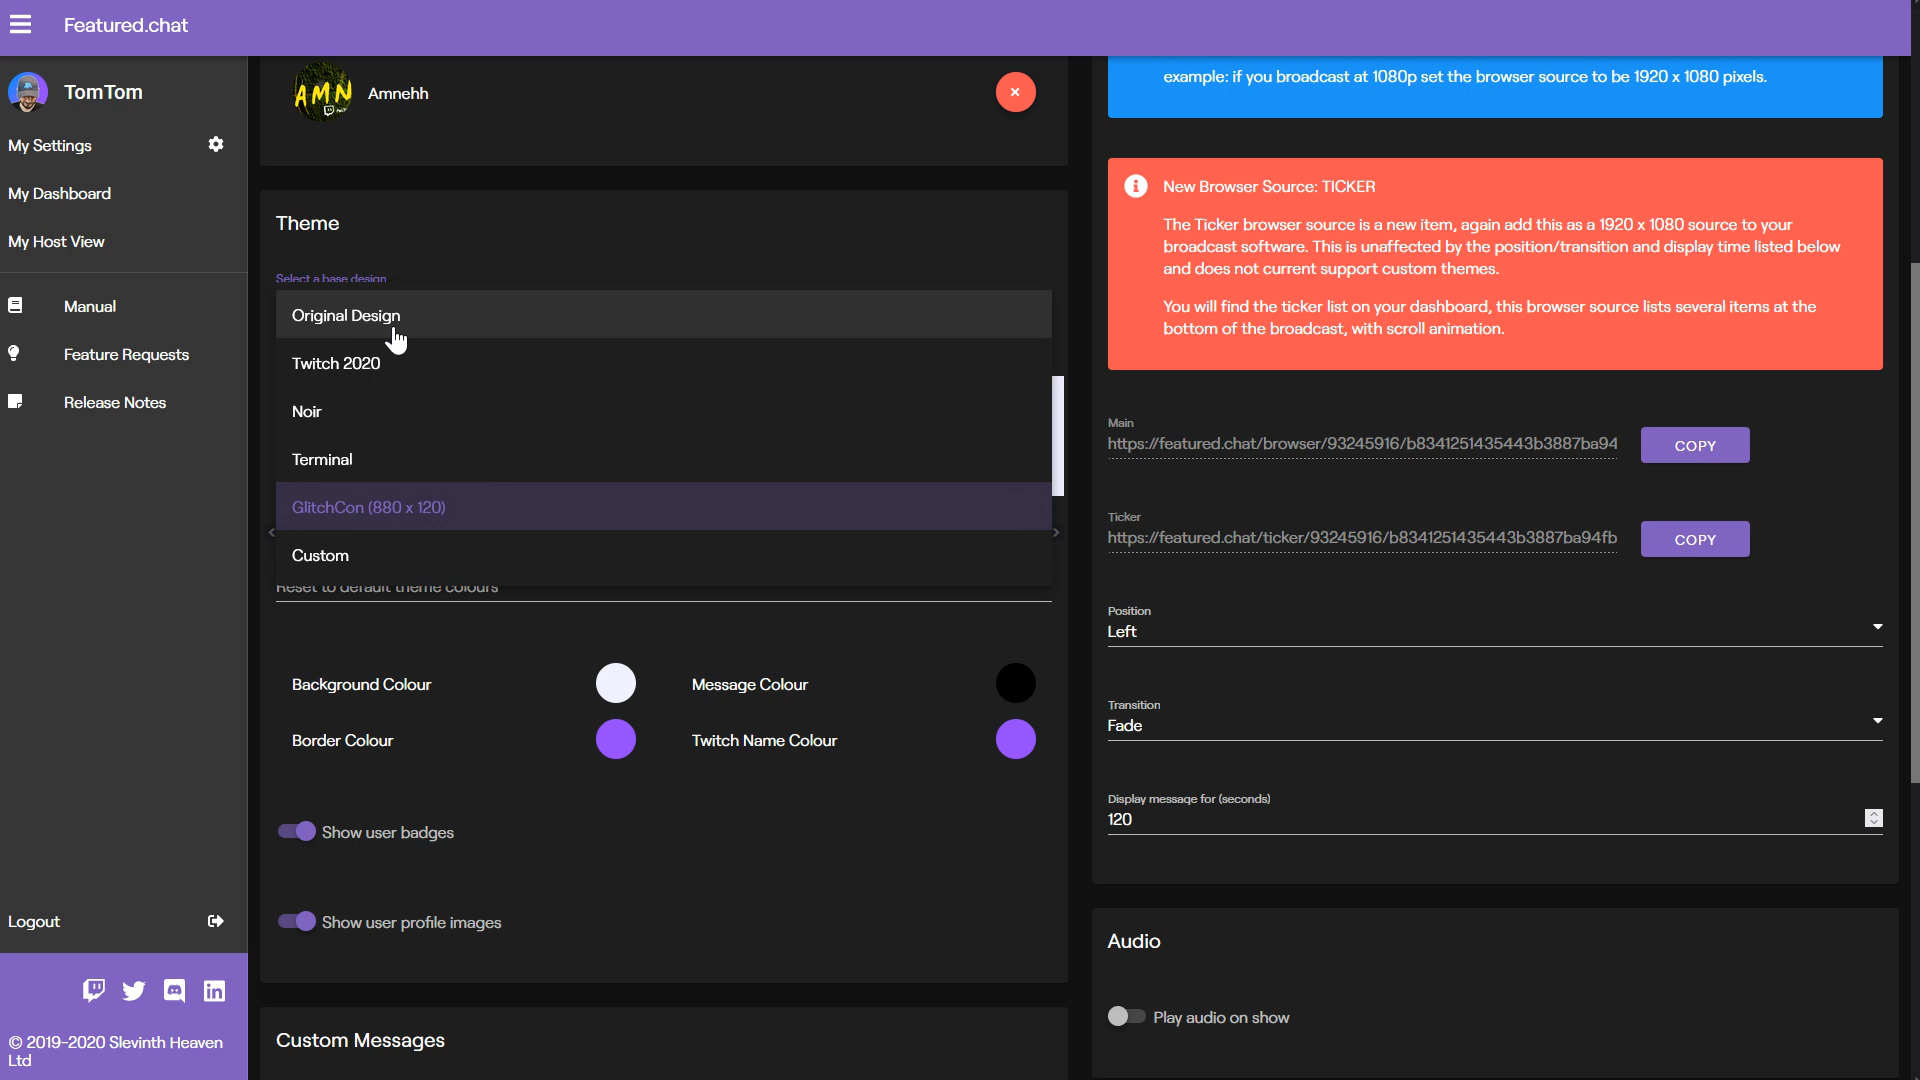 Featured.chat
TomTom
My Settings
My Dashboard
My Host View
Manual
Feature Requests
Release Notes
Logout
© 2019-2020 Slevinth Heaven
Ltd
AMN
Amnehh
Theme
Select a base design
Original Design
Twitch 2020
Noir
Terminal
GlitchCon (880 x 120)
Custom
Reset to default theme colours
Background Colour
Message Colour
Border Colour
Twitch Name Colour
Show user badges
Show user profile images
Custom Messages
example: if you broadcast at 1080p set the browser source to be 1920 x 1080 pixels.
New Browser Source: TICKER
The Ticker browser source is a new item, again add this as a 1920 x 1080 source to your
broadcast software. This is unaffected by the position/transition and display time listed below
and does not current support custom themes.
You will find the ticker list on your dashboard, this browser source lists several items at the
bottom of the broadcast, with scroll animation.
Main
https://featured.chat/browser/93245916/b8341251435443b3887ba94
COPY
Ticker
https://featured.chat/ticker/93245916/b8341251435443b3887ba94fb
COPY
Position
Left
Transition
Fade
Display message for (seconds)
120
Audio
Play audio on show